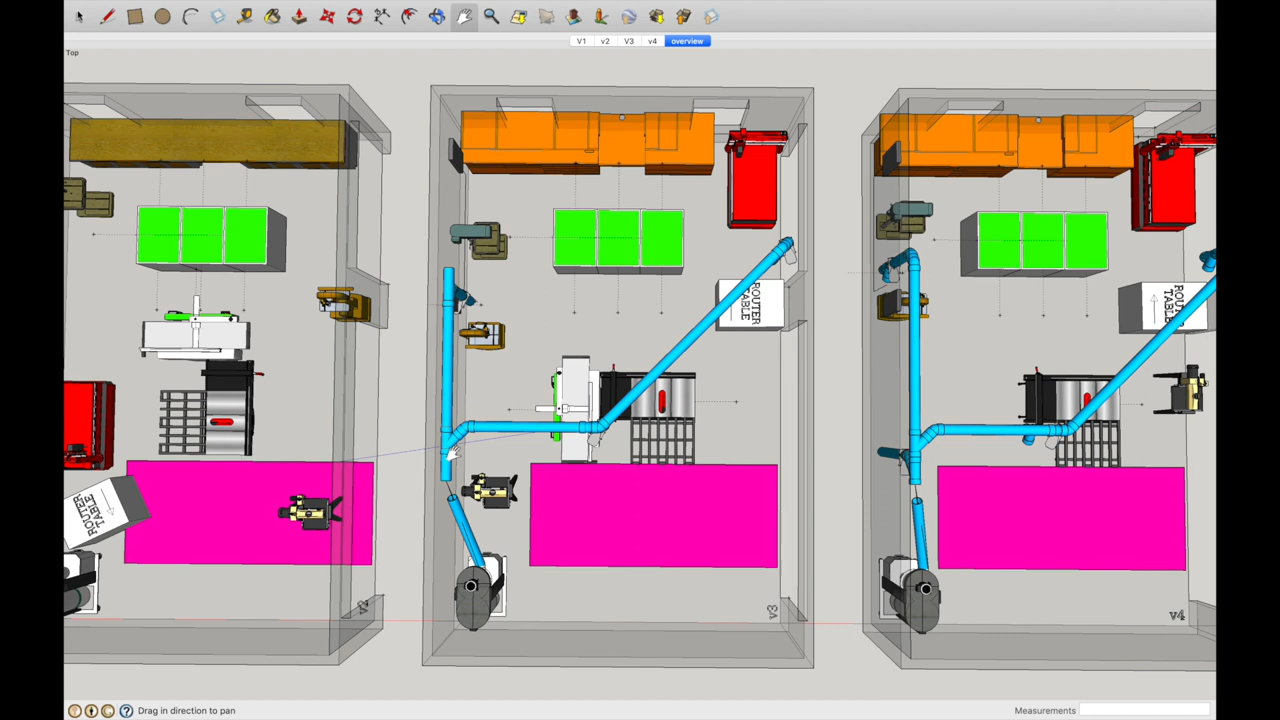 V1 v2 V3 v4 overview
Top
ROUTER
TABLE
ROUTER
TABLE
ROUTER
TABLE
v3
v4
Drag in direction to pan
Measurements